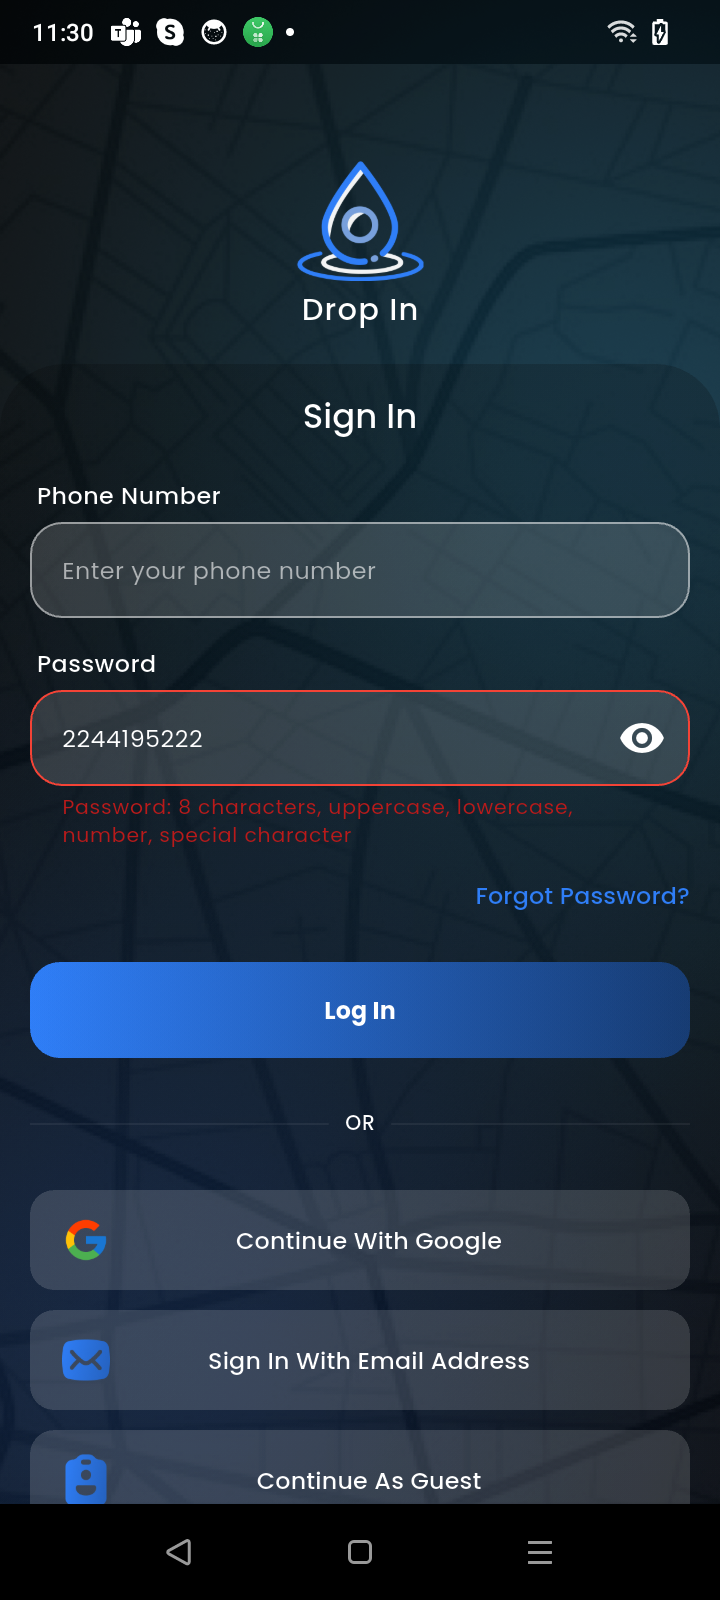 11:30
Drop In
Sign In
Phone Number
Enter your phone number
Password
2244195222
Password: 8 characters, uppercase, lowercase,
number, special character
Forgot Password?
Log In
OR
Continue With Google
Sign In With Email Address
Continue As Guest